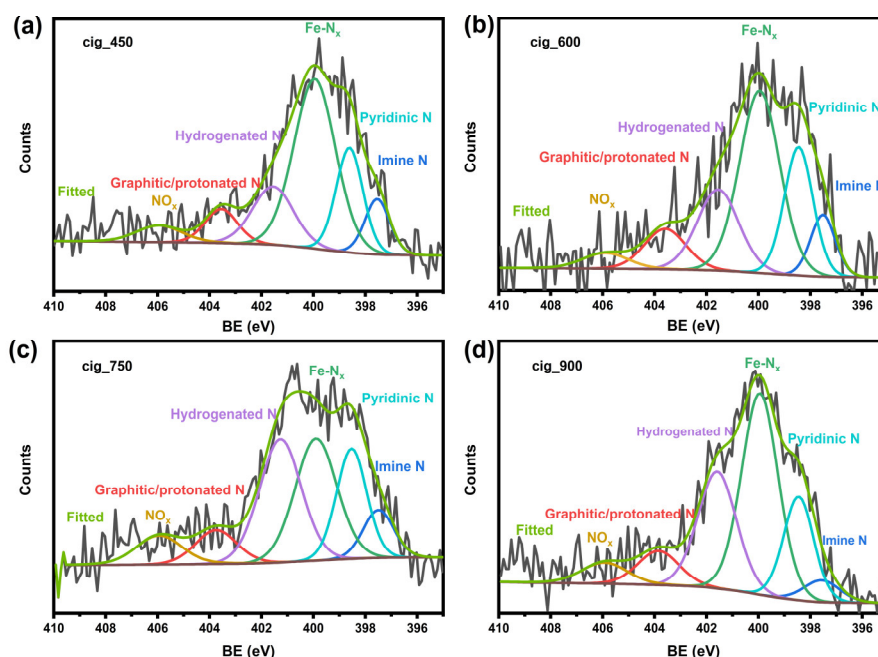 (a)
cig_450
Fe-Nx
Pyridinic N
Hydrogenated N
Imine N
Graphitic/protonated N
NOx
Fitted
Counts
410 408 406 404 402 400 398 396
BE (eV)
(b)
cig_600
Fe-Nx
Pyridinic N
Hydrogenated N
Graphitic/protonated N
Imine N
Fitted
NOx
Counts
410 408 406 404 402 400 398 396
BE (eV)
(c)
cig_750
Fe-Nx
Pyridinic N
Hydrogenated N
Imine N
Graphitic/protonated N
NOx
Fitted
Counts
410 408 406 404 402 400 398 396
BE (eV)
(d)
cig_900
Fe-Nx
Hydrogenated N
Pyridinic N
Graphitic/protonated N
Imine N
NOx
Fitted
Counts
410 408 406 404 402 400 398 396
BE (eV)